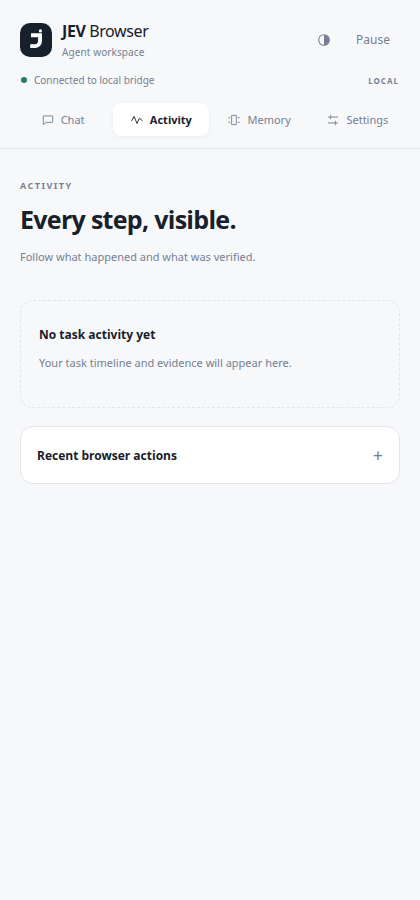 JEV Browser
Agent workspace
Pause
Connected to local bridge
LOCAL
Chat
Activity
Memory
Settings
ACTIVITY
Every step, visible.
Follow what happened and what was verified.
No task activity yet
Your task timeline and evidence will appear here.
Recent browser actions
+